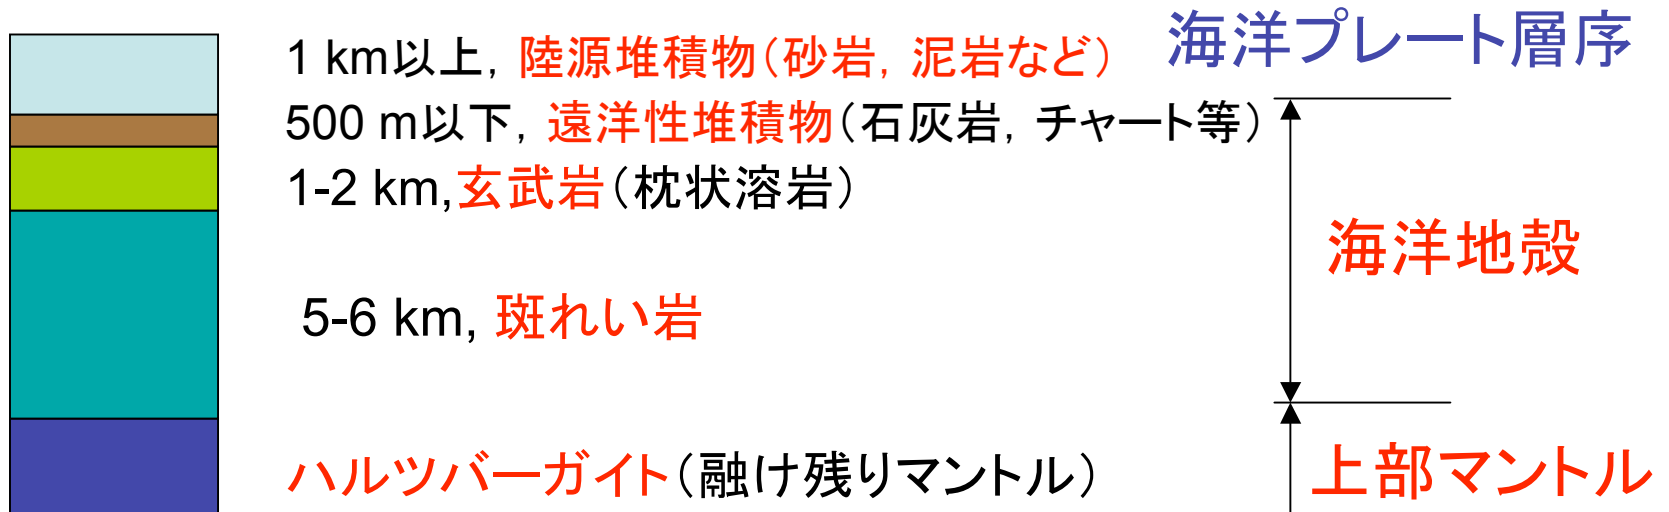 海洋プレート層序
1 km以上, 陸源堆積物(砂岩, 泥岩など)
500 m以下, 遠洋性堆積物(石灰岩, チャート等)
1-2 km,玄武岩(枕状溶岩)
海洋地殻
5-6 km, 斑れい岩
ハルツバーガイト(融け残りマントル)
上部マントル